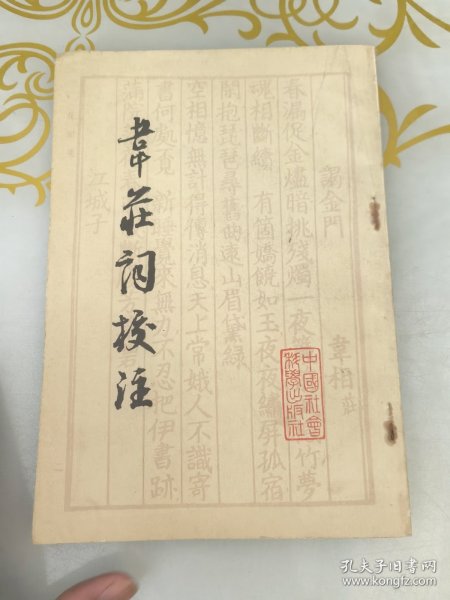 韋莊詞校注
謁金門 韋相莊
春漏促金燼暗挑殘燭一夜 竹夢
魂相斷續 有箇嬌饒如玉夜夜繡屏孤宿
閑抱琵琶尋舊曲遠山眉黛綠
空相憶無計得傳消息天上常娥人不識寄
書何處覓 新睡覺來無力不忍把伊書跡
滿
江城子
中國社會
科學出版社
孔夫子旧书网
www.kongfz.com